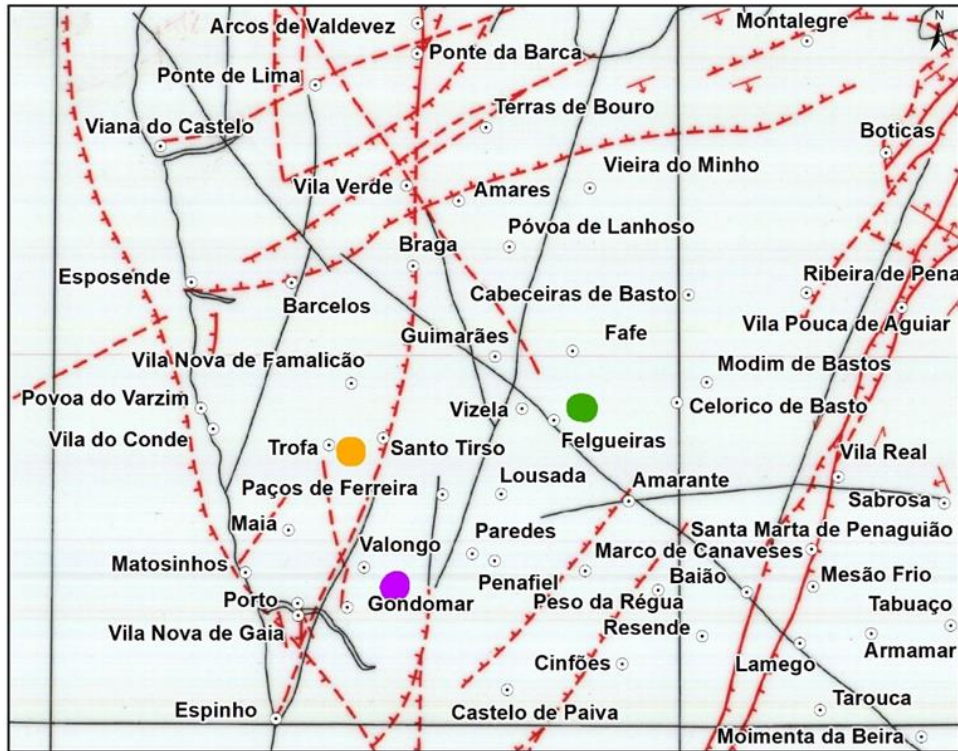 Arcos de Valdevez
Montalegre
N
Ponte da Barca
Ponte de Lima
Terras de Bouro
Viana do Castelo
Boticas
Vieira do Minho
Vila Verde
Amares
Póvoa de Lanhoso
Braga
Esposende
Ribeira de Pena
Cabeceiras de Basto
Barcelos
Vila Pouca de Aguiar
Guimarães
Fafe
Vila Nova de Famalicão
Modim de Bastos
Povoa do Varzim
Vizela
Celorico de Basto
Vila do Conde
Felgueiras
Trofa
Santo Tirso
Vila Real
Lousada
Amarante
Paços de Ferreira
Sabrosa
Maia
Paredes
Santa Marta de Penaguião
Valongo
Marco de Canaveses
Matosinhos
Penafiel
Baião
Mesão Frio
Porto
Gondomar
Peso da Régua
Tabuaço
Vila Nova de Gaia
Resende
Armamar
Cinfões
Lamego
Tarouca
Espinho
Castelo de Paiva
Moimenta da Beira